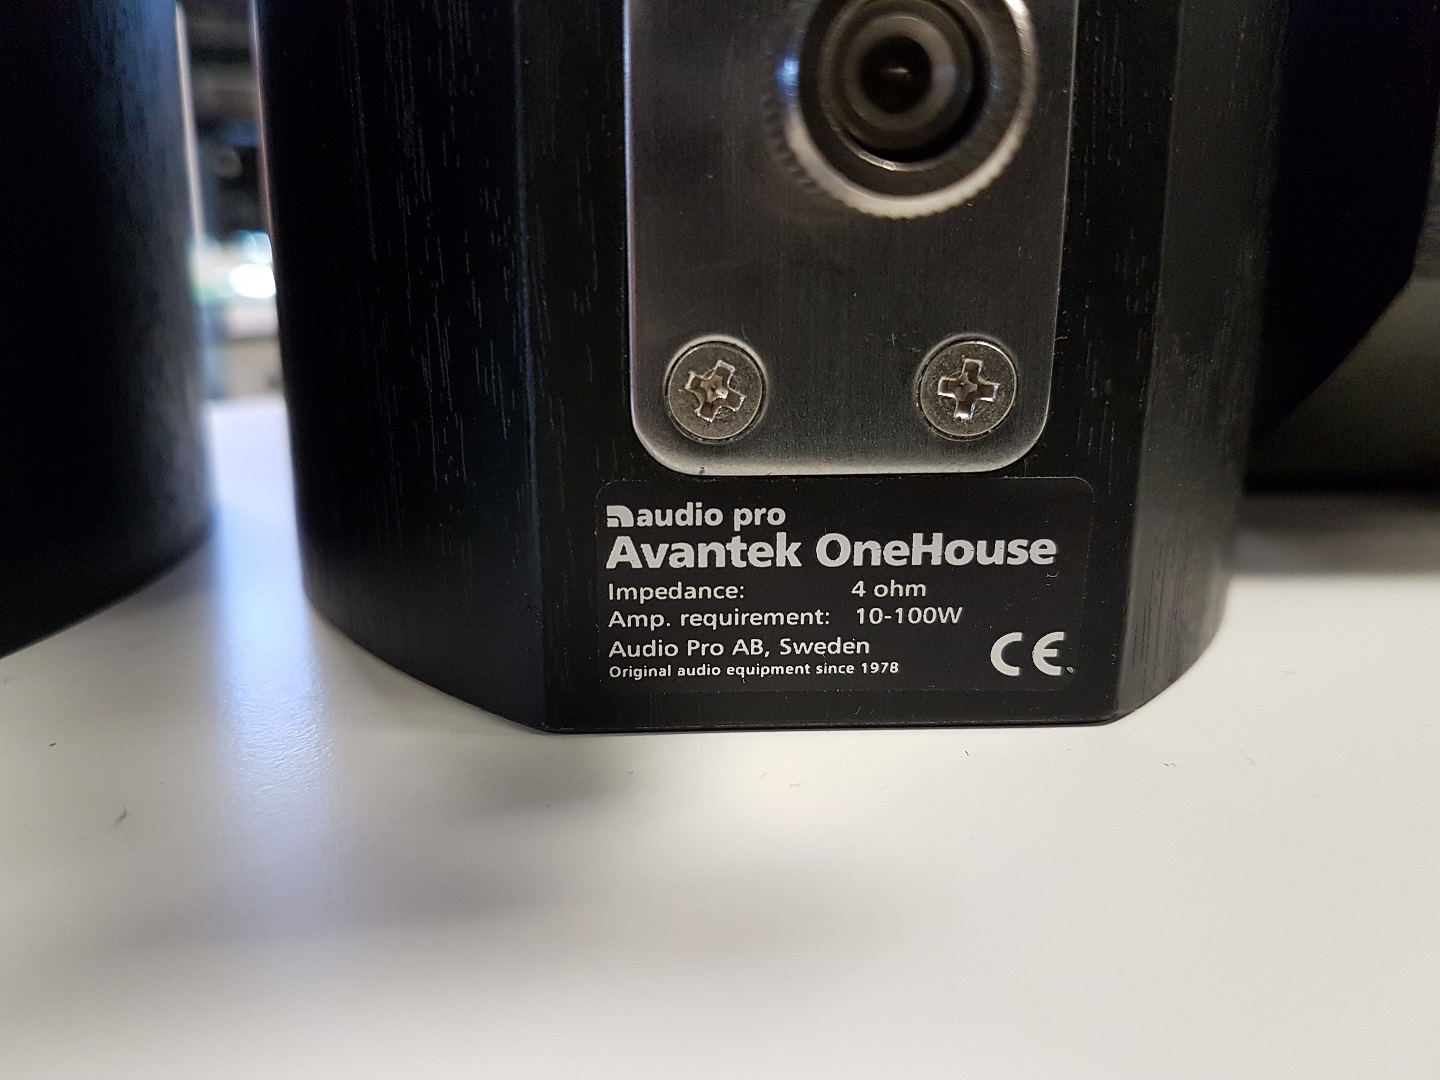 audio pro
Avantek OneHouse
Impedance: 4 ohm
Amp. requirement: 10-100W
Audio Pro AB, Sweden
Original audio equipment since 1978
CE